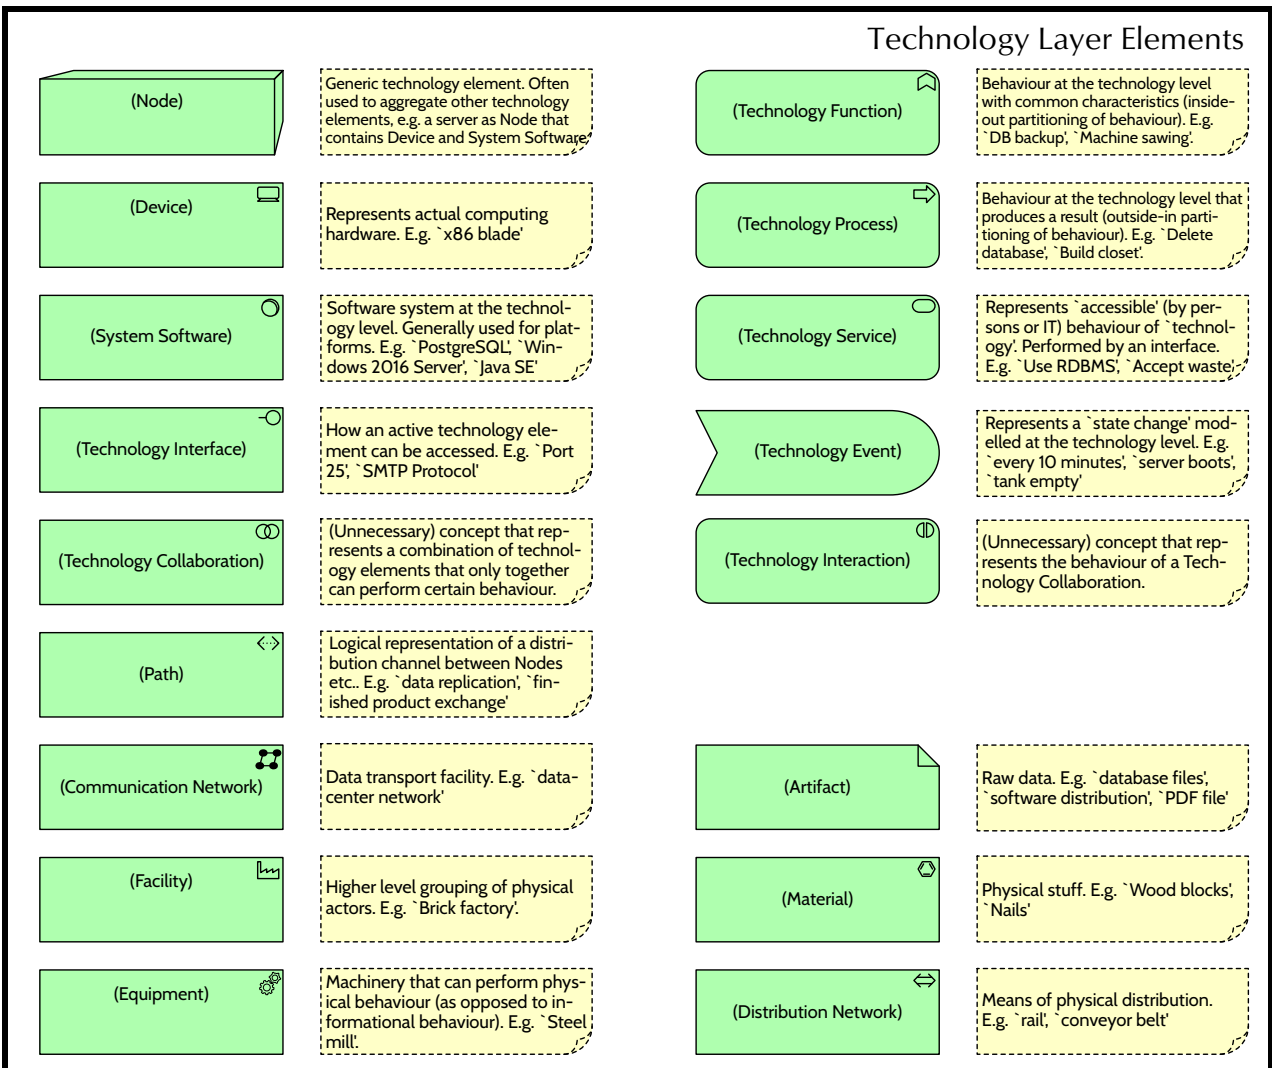 Technology Layer Elements
(Node)
Generic technology element. Often
used to aggregate other technology
elements, e.g. a server as Node that
contains Device and System Software
(Technology Function)
Behaviour at the technology level
with common characteristics (inside-
out partitioning of behaviour). E.g.
`DB backup', `Machine sawing'.
(Device)
Represents actual computing
hardware. E.g. `x86 blade'
(Technology Process)
Behaviour at the technology level that
produces a result (outside-in parti-
tioning of behaviour). E.g. `Delete
database', `Build closet'.
(System Software)
Software system at the technol-
ogy level. Generally used for plat-
forms. E.g. `PostgreSQL', `Win-
dows 2016 Server', `Java SE'
(Technology Service)
Represents `accessible' (by per-
sons or IT) behaviour of `technol-
ogy'. Performed by an interface.
E.g. `Use RDBMS', `Accept waste'
(Technology Interface)
How an active technology ele-
ment can be accessed. E.g. `Port
25', `SMTP Protocol'
(Technology Event)
Represents a `state change' mod-
elled at the technology level. E.g.
`every 10 minutes', `server boots',
`tank empty'
(Technology Collaboration)
(Unnecessary) concept that rep-
resents a combination of technol-
ogy elements that only together
can perform certain behaviour.
(Technology Interaction)
(Unnecessary) concept that rep-
resents the behaviour of a Tech-
nology Collaboration.
(Path)
Logical representation of a distri-
bution channel between Nodes
etc.. E.g. `data replication', `fin-
ished product exchange'
(Communication Network)
Data transport facility. E.g. `data-
center network'
(Artifact)
Raw data. E.g. `database files',
`software distribution', `PDF file'
(Facility)
Higher level grouping of physical
actors. E.g. `Brick factory'.
(Material)
Physical stuff. E.g. `Wood blocks',
`Nails'
(Equipment)
Machinery that can perform phys-
ical behaviour (as opposed to in-
formational behaviour). E.g. `Steel
mill'.
(Distribution Network)
Means of physical distribution.
E.g. `rail', `conveyor belt'